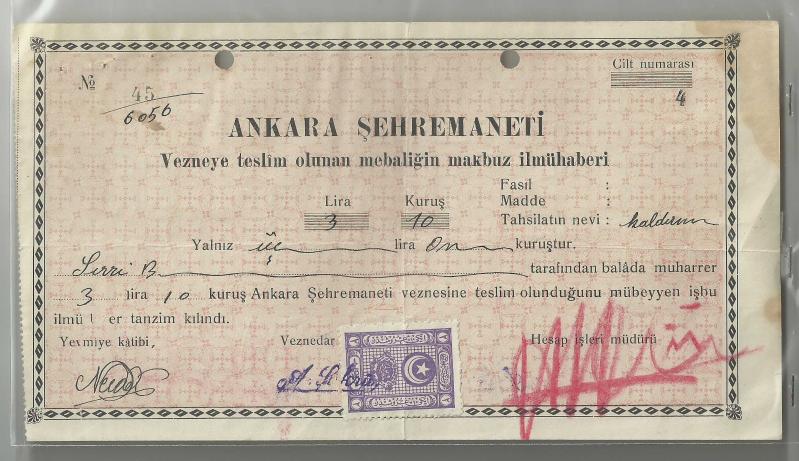 Cilt numarası
4
№ 45
6056
ANKARA ŞEHREMANETİ
Vezneye teslim olunan mebaliğin makbuz ilmühaberi
Fasıl :
Lira Kuruş Madde :
3 10 Tahsilatın nevi : kaldırım
Yalnız üç lira On kuruştur.
Sırrı B tarafından balâda muharrer
3 lira 10 kuruş Ankara Şehremaneti veznesine teslim olunduğunu mübeyyen işbu
ilmü er tanzim kılındı.
Yevmiye kâtibi, Veznedar Hesap işleri müdürü